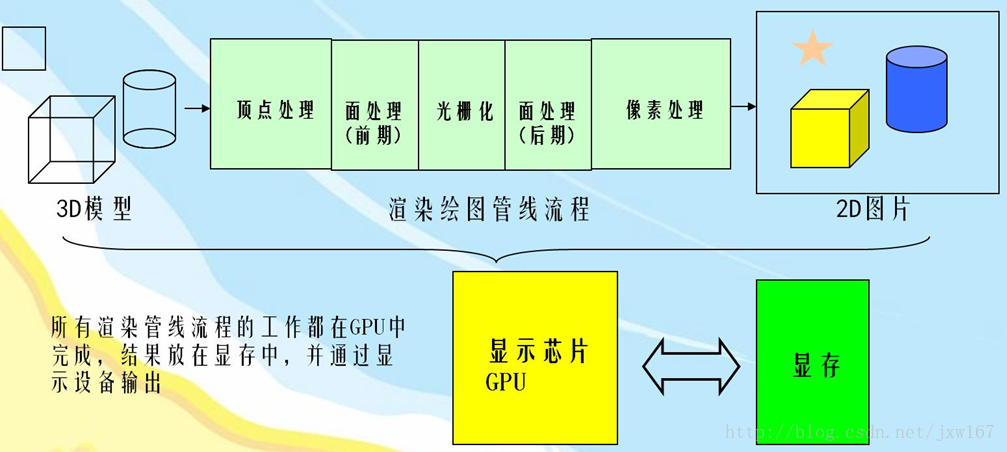 顶点处理
面处理
(前期)
光栅化
面处理
(后期)
像素处理
3D模型
渲染绘图管线流程
2D图片
所有渲染管线流程的工作都在GPU中
完成，结果放在显存中，并通过显
示设备输出
显示芯片
GPU
显存
http://blog.csdn.net/jxw167